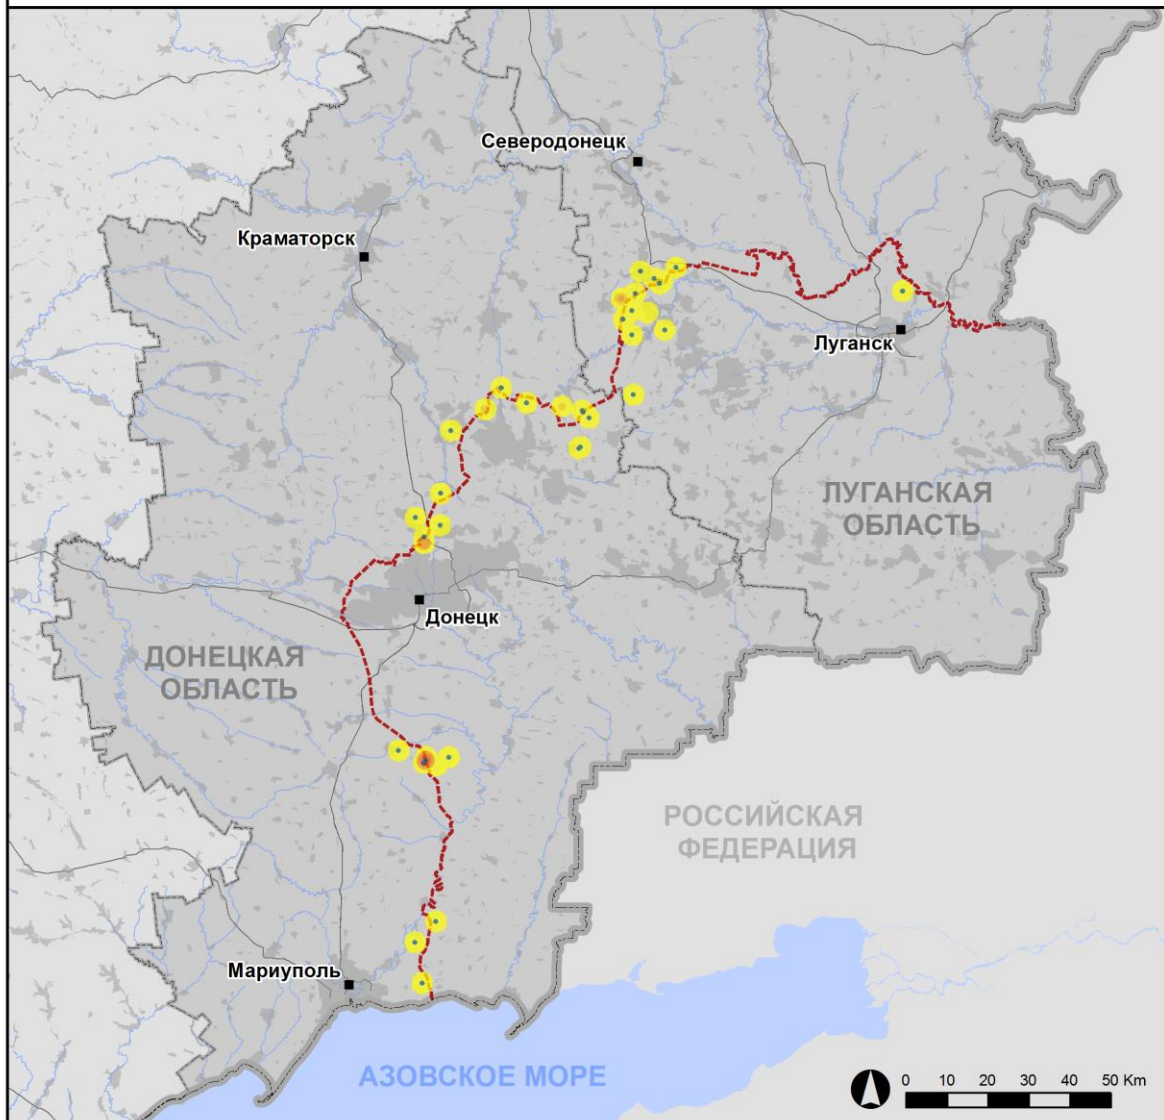 Северодонецк
Краматорск
Луганск
ЛУГАНСКАЯ
ОБЛАСТЬ
Донецк
ДОНЕЦКАЯ
ОБЛАСТЬ
РОССИЙСКАЯ
ФЕДЕРАЦИЯ
Мариуполь
АЗОВСКОЕ МОРЕ
0 10 20 30 40 50 Km